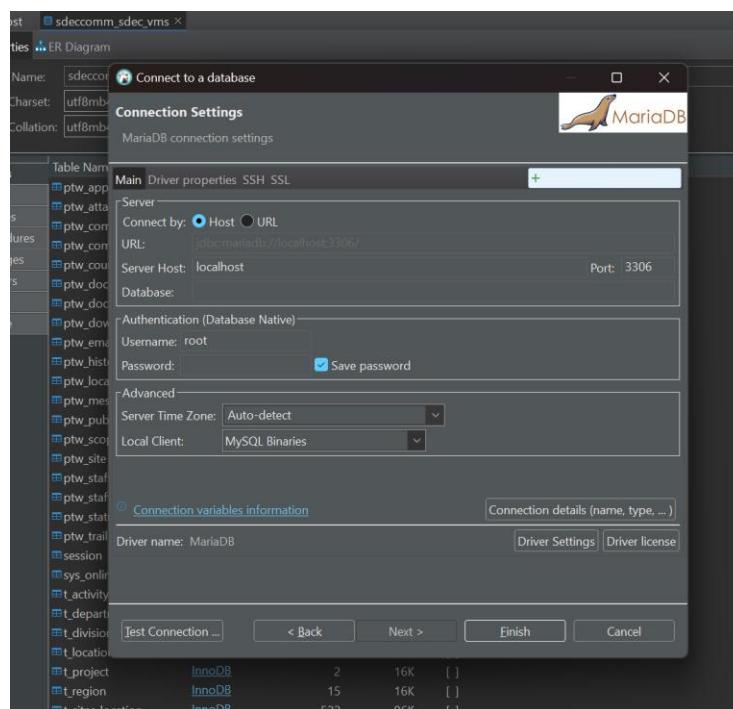 ost sdeccomm_sdec_vms ×
ties ER Diagram
Name: sdeccor
Charset: utf8mb
Collation: utf8mb
Connect to a database
Connection Settings
MariaDB connection settings
MariaDB
Main Driver properties SSH SSL
+
Server
Connect by: Host URL
URL: jdbc:mariadb://localhost:3306/
Server Host: localhost Port: 3306
Database:
Authentication (Database Native)
Username: root
Password: Save password
Advanced
Server Time Zone: Auto-detect
Local Client: MySQL Binaries
Connection variables information
Connection details (name, type, ... )
Driver name: MariaDB
Driver Settings Driver license
Test Connection ... < Back Next > Finish Cancel
Table Nam
ptw_app
ptw_atta
ptw_com
ptw_com
ptw_cou
ptw_doc
ptw_doc
ptw_dow
ptw_ema
ptw_hist
ptw_loca
ptw_mes
ptw_pub
ptw_scop
ptw_site
ptw_staf
ptw_staf
ptw_stat
ptw_trail
session
sys_onlin
t_activity
t_departr
t_division
t_location
t_project InnoDB 2 16K [ ]
t_region InnoDB 15 16K [ ]